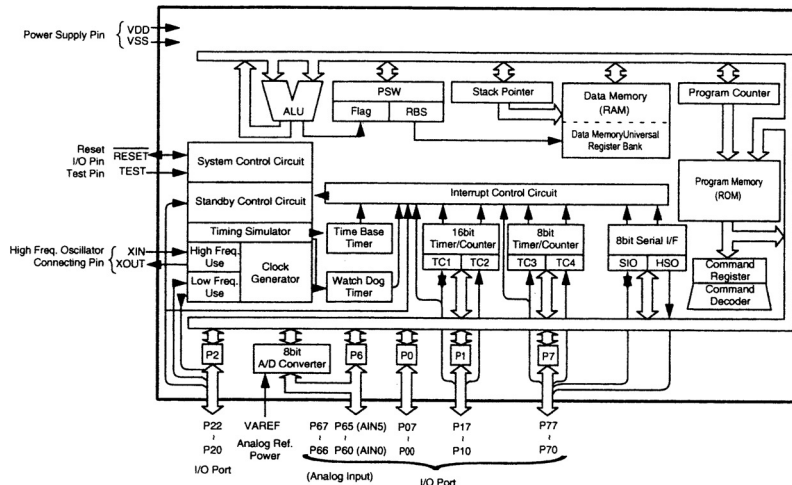 Power Supply Pin
VDD
VSS
ALU
PSW
Flag
RBS
Stack Pointer
Data Memory
(RAM)
Data MemoryUniversal
Register Bank
Program Counter
Reset
I/O Pin
RESET
Test Pin
TEST
System Control Circuit
Standby Control Circuit
Interrupt Control Circuit
Program Memory
(ROM)
Timing Simulator
Time Base
Timer
16bit
Timer/Counter
TC1
TC2
8bit
Timer/Counter
TC3
TC4
8bit Serial I/F
SIO
HSO
High Freq. Oscillator
Connecting Pin
XIN
XOUT
High Freq.
Use
Low Freq.
Use
Clock
Generator
Watch Dog
Timer
Command
Register
Command
Decoder
P2
8bit
A/D Converter
P6
P0
P1
P7
P22
~
P20
I/O Port
VAREF
Analog Ref.
Power
P67
~
P66
P65 (AIN5)
~
P60 (AIN0)
(Analog Input)
P07
~
P00
P17
~
P10
P77
~
P70
I/O Port